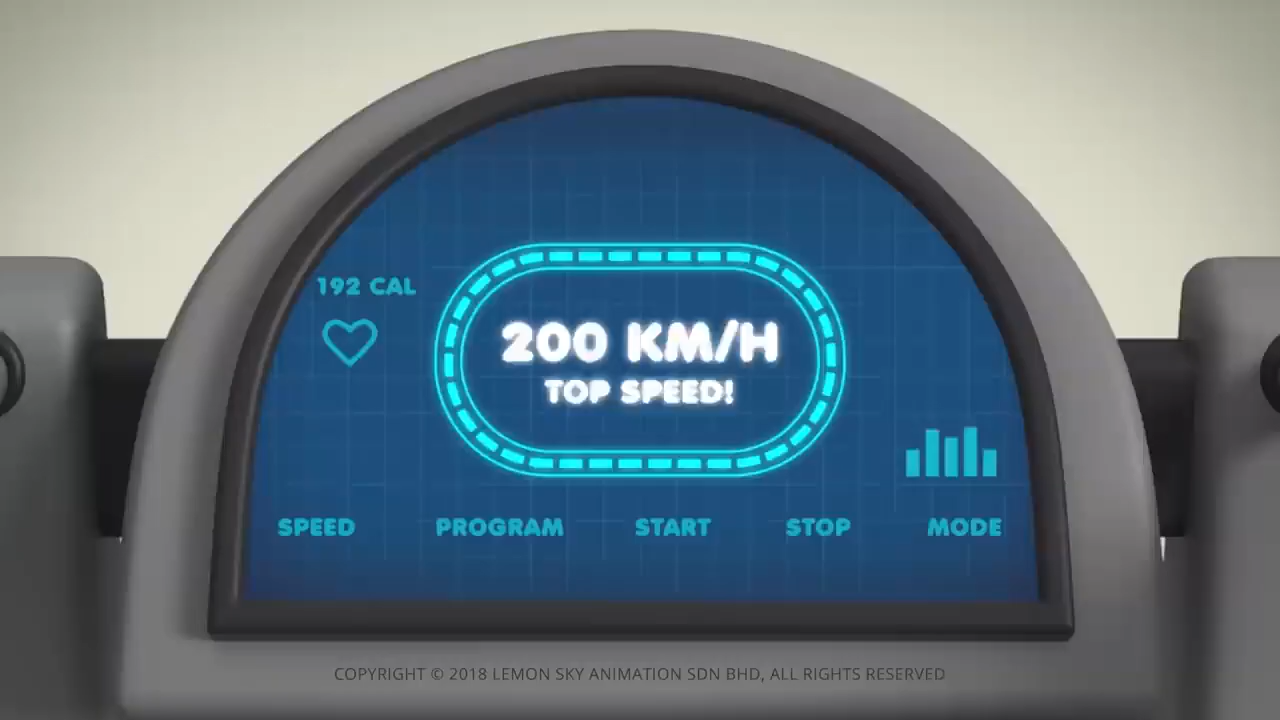 192 CAL
200 KM/H
TOP SPEED!
SPEED PROGRAM START STOP MODE
COPYRIGHT © 2018 LEMON SKY ANIMATION SDN BHD, ALL RIGHTS RESERVED